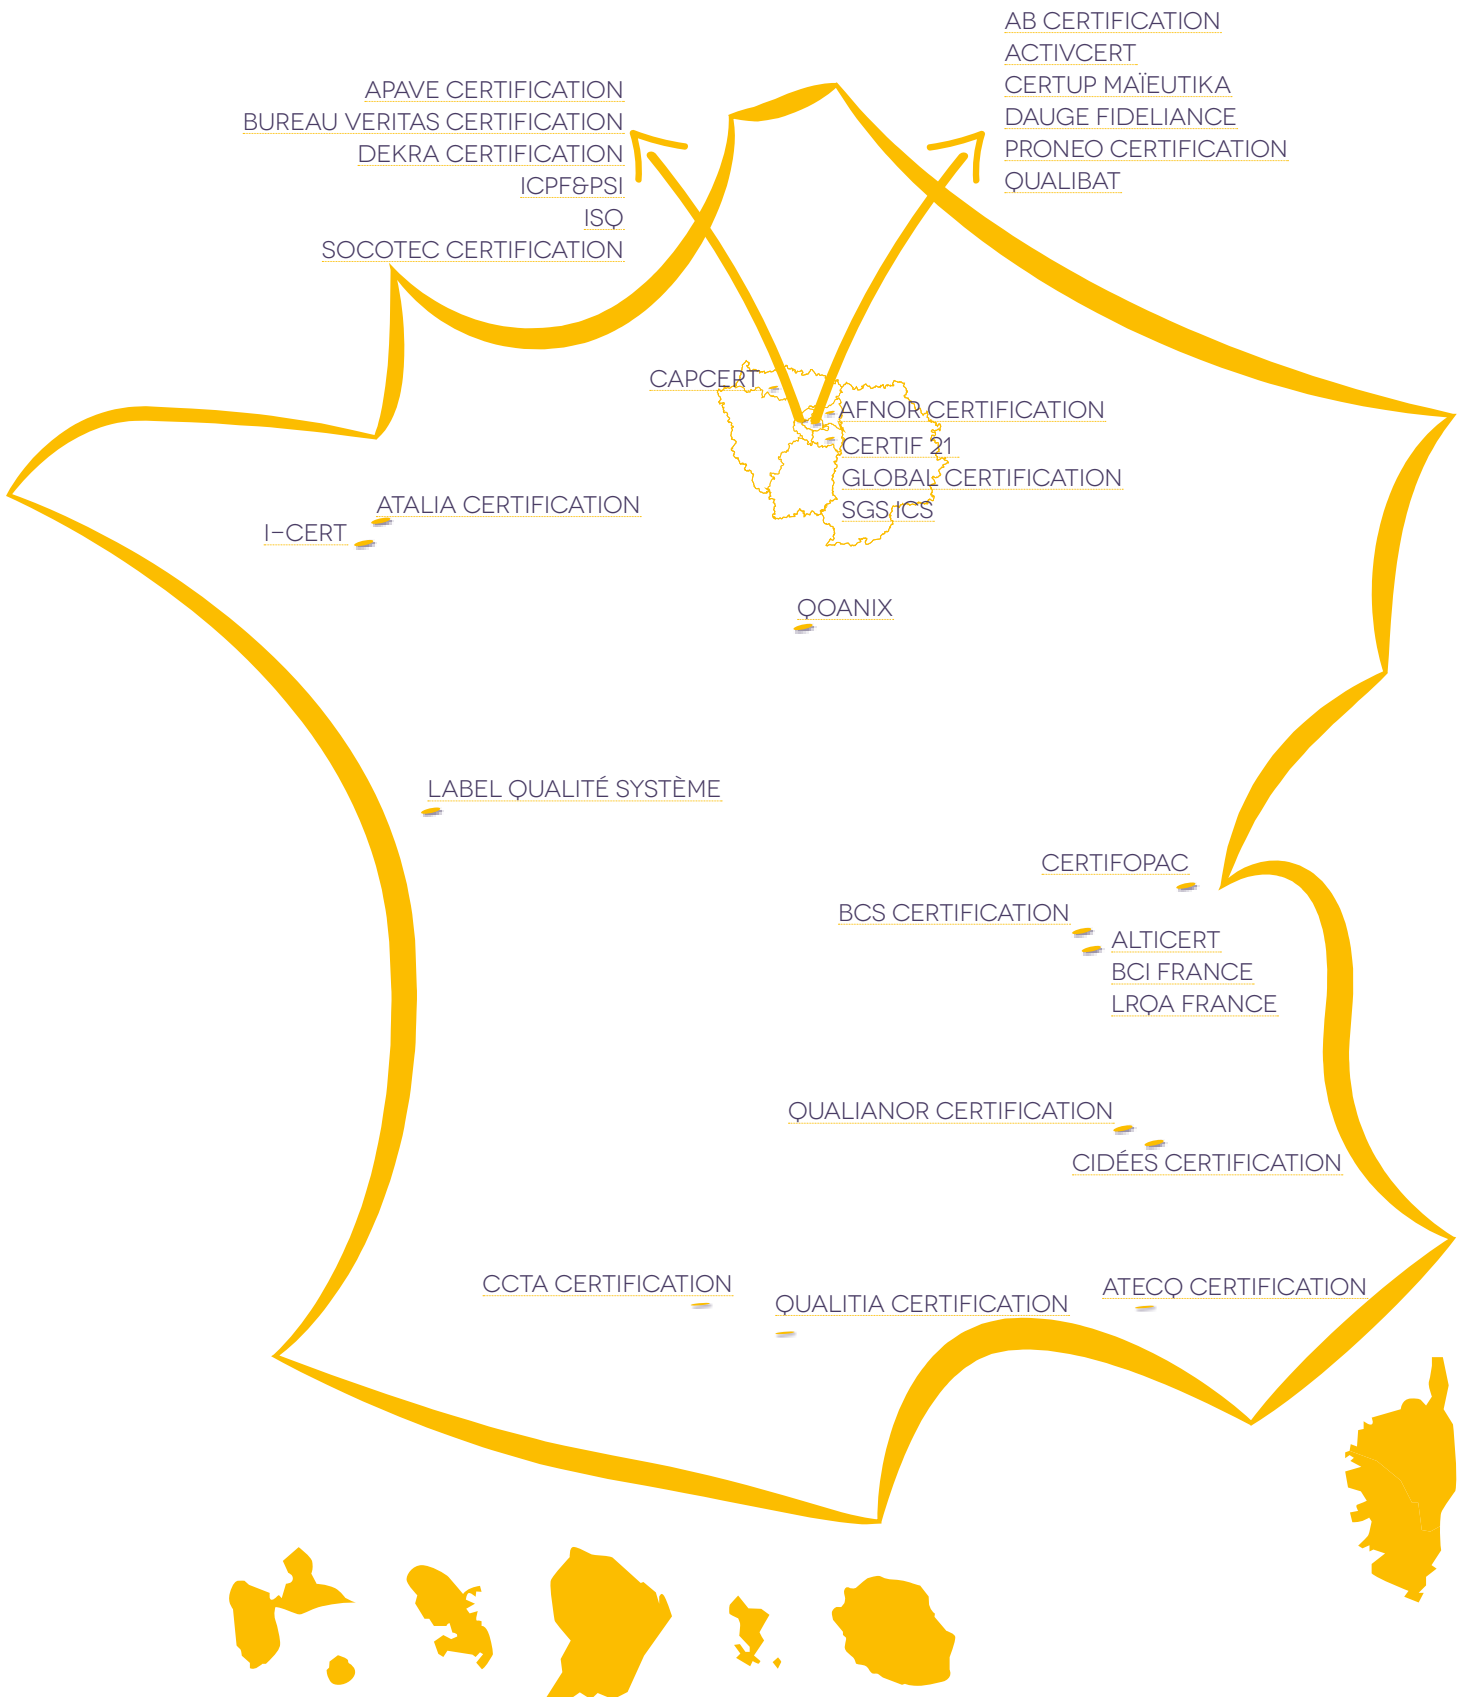 AB CERTIFICATION
ACTIVCERT
CERTUP MAÏEUTIKA
DAUGE FIDELIANCE
PRONEO CERTIFICATION
QUALIBAT
APAVE CERTIFICATION
BUREAU VERITAS CERTIFICATION
DEKRA CERTIFICATION
ICPF&PSI
ISQ
SOCOTEC CERTIFICATION
CAPCERT
AFNOR CERTIFICATION
CERTIF 21
GLOBAL CERTIFICATION
SGS ICS
ATALIA CERTIFICATION
I-CERT
QOANIX
LABEL QUALITÉ SYSTÈME
CERTIFOPAC
BCS CERTIFICATION
ALTICERT
BCI FRANCE
LRQA FRANCE
QUALIANOR CERTIFICATION
CIDÉES CERTIFICATION
CCTA CERTIFICATION
QUALITIA CERTIFICATION
ATECQ CERTIFICATION